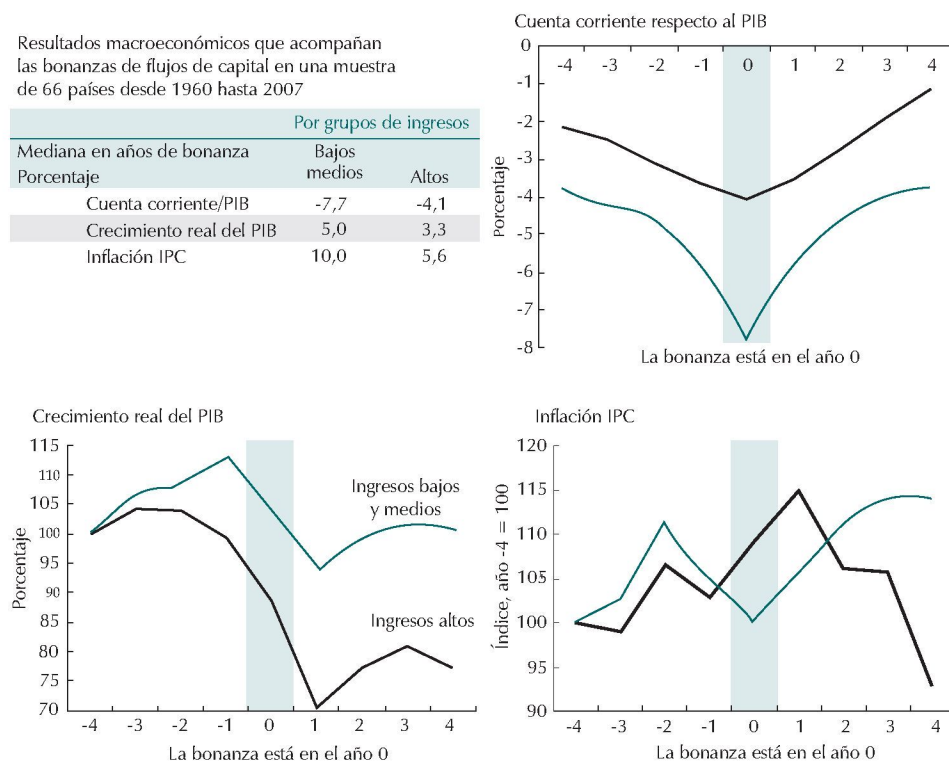 Resultados macroeconómicos que acompañan
las bonanzas de flujos de capital en una muestra
de 66 países desde 1960 hasta 2007
Por grupos de ingresos
Mediana en años de bonanza
Porcentaje
Bajos
medios
Altos
Cuenta corriente/PIB -7,7 -4,1
Crecimiento real del PIB 5,0 3,3
Inflación IPC 10,0 5,6
Cuenta corriente respecto al PIB
Porcentaje
0
-1
-2
-3
-4
-5
-6
-7
-8
-4 -3 -2 -1 0 1 2 3 4
La bonanza está en el año 0
Crecimiento real del PIB
Porcentaje
115
110
105
100
95
90
85
80
75
70
Ingresos bajos
y medios
Ingresos altos
-4 -3 -2 -1 0 1 2 3 4
La bonanza está en el año 0
Inflación IPC
Índice, año -4 = 100
120
115
110
105
100
95
90
-4 -3 -2 -1 0 1 2 3 4
La bonanza está en el año 0